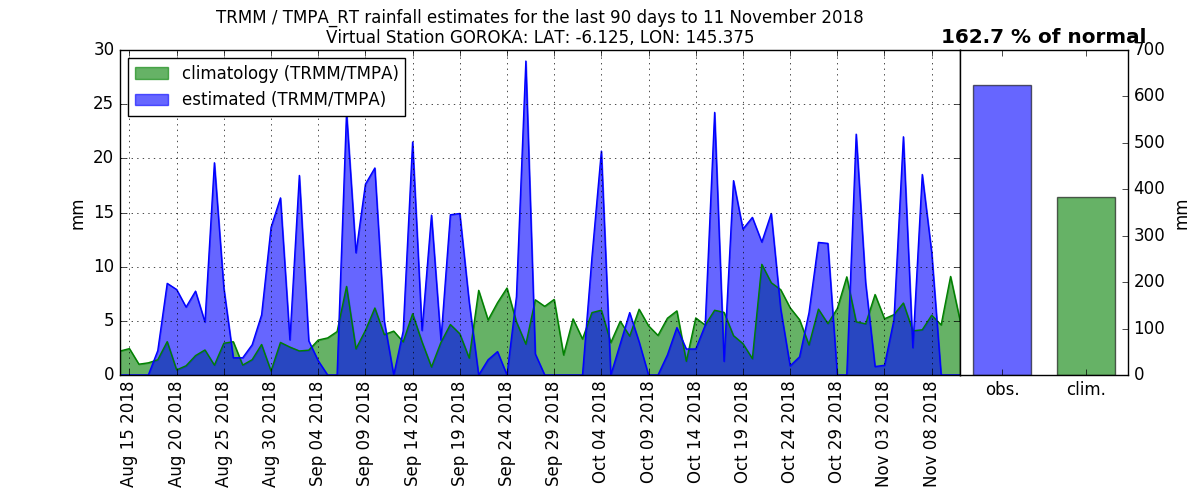 TRMM / TMPA_RT rainfall estimates for the last 90 days to 11 November 2018
Virtual Station GOROKA: LAT: -6.125, LON: 145.375
162.7 % of normal
climatology (TRMM/TMPA)
estimated (TRMM/TMPA)
30
25
20
15
10
5
0
mm
Aug 15 2018
Aug 20 2018
Aug 25 2018
Aug 30 2018
Sep 04 2018
Sep 09 2018
Sep 14 2018
Sep 19 2018
Sep 24 2018
Sep 29 2018
Oct 04 2018
Oct 09 2018
Oct 14 2018
Oct 19 2018
Oct 24 2018
Oct 29 2018
Nov 03 2018
Nov 08 2018
obs.
clim.
700
600
500
400
300
200
100
0
mm